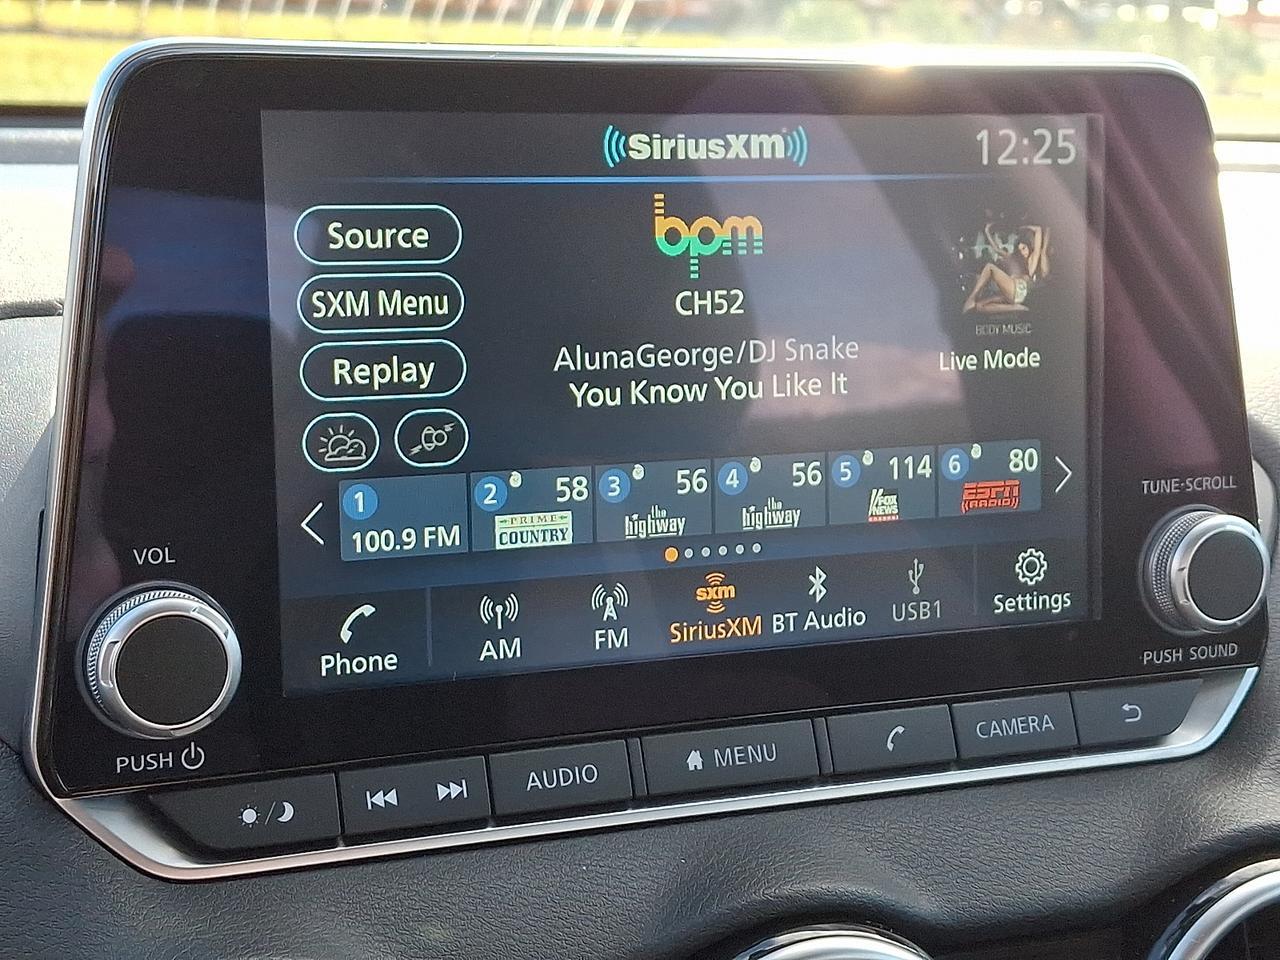 SiriusXM
12:25
Source
SXM Menu
Replay
bpm
CH52
BODY MUSIC
Live Mode
AlunaGeorge/DJ Snake
You Know You Like It
1
100.9 FM
2 58
PRIME
COUNTRY
3 56
the
highway
4 56
the
highway
5 114
FOX
NEWS
6 80
ESPN
RADIO
Phone
AM
FM
sxm
SiriusXM
BT Audio
USB1
Settings
VOL
PUSH
TUNE·SCROLL
PUSH SOUND
AUDIO
MENU
CAMERA